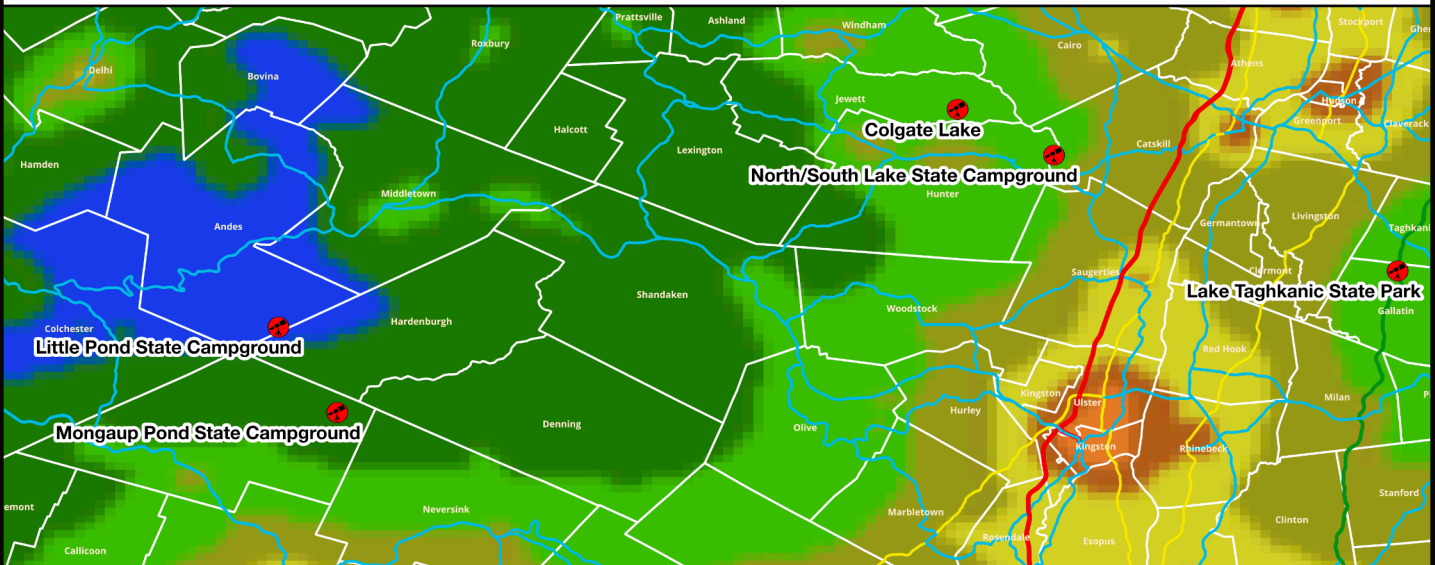 Prattsville
Ashland
Windham
Stockport
Cairo
Roxbury
Athens
Delhi
Bovina
Jewett
Hudson
Colgate Lake
Greenport
Claverack
Halcott
Lexington
Catskill
Hamden
North/South Lake State Campground
Middletown
Hunter
Livingston
Germantown
Andes
Taghkani
Saugerties
Clermont
Lake Taghkanic State Park
Shandaken
Woodstock
Gallatin
Hardenburgh
Colchester
Little Pond State Campground
Red Hook
Kingston
Ulster
Milan
Hurley
Mongaup Pond State Campground
Denning
Olive
Kingston
Rhinebeck
Stanford
emont
Neversink
Marbletown
Clinton
Rosendale
Esopus
Callicoon